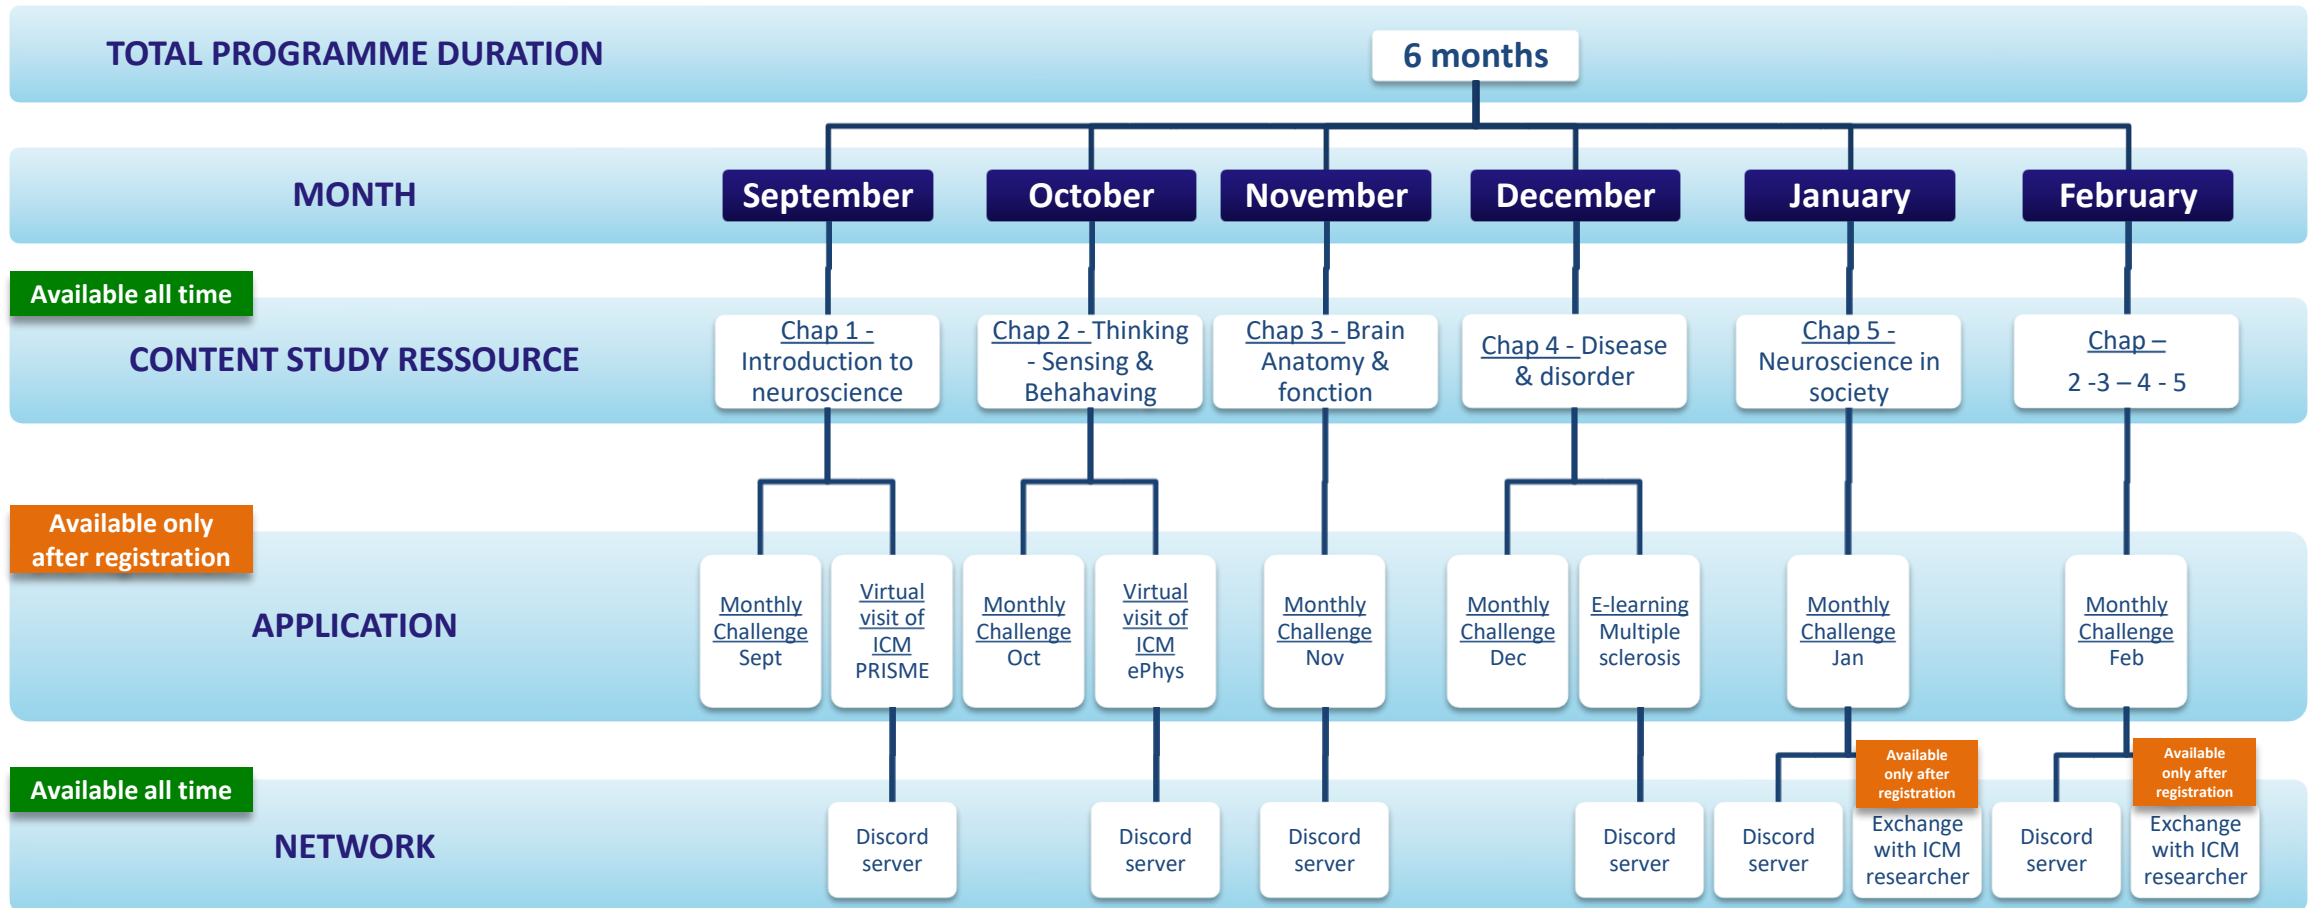 TOTAL PROGRAMME DURATION
6 months
MONTH
September
October
November
December
January
February
Available all time
CONTENT STUDY RESSOURCE
Chap 1 -
Introduction to
neuroscience
Chap 2 - Thinking
- Sensing &
Behahaving
Chap 3 - Brain
Anatomy &
fonction
Chap 4 - Disease
& disorder
Chap 5 -
Neuroscience in
society
Chap –
2 -3 – 4 - 5
Available only
after registration
APPLICATION
Monthly
Challenge
Sept
Virtual
visit of
ICM
PRISME
Monthly
Challenge
Oct
Virtual
visit of
ICM
ePhys
Monthly
Challenge
Nov
Monthly
Challenge
Dec
E-learning
Multiple
sclerosis
Monthly
Challenge
Jan
Monthly
Challenge
Feb
Available all time
NETWORK
Discord
server
Discord
server
Discord
server
Discord
server
Discord
server
Available
only after
registration
Exchange
with ICM
researcher
Discord
server
Available
only after
registration
Exchange
with ICM
researcher